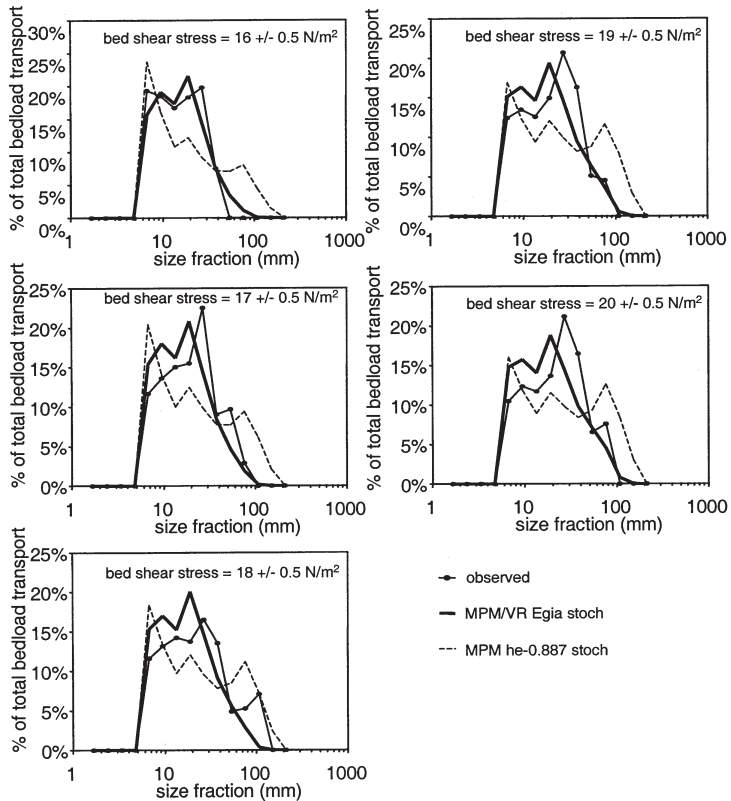 bed shear stress = 16 +/- 0.5 N/m2
% of total bedload transport
30%
25%
20%
15%
10%
5%
0%
1 10 100 1000
size fraction (mm)
bed shear stress = 19 +/- 0.5 N/m2
% of total bedload transport
25%
20%
15%
10%
5%
0%
1 10 100 1000
size fraction (mm)
bed shear stress = 17 +/- 0.5 N/m2
% of total bedload transport
25%
20%
15%
10%
5%
0%
1 10 100 1000
size fraction (mm)
bed shear stress = 20 +/- 0.5 N/m2
% of total bedload transport
25%
20%
15%
10%
5%
0%
1 10 100 1000
size fraction (mm)
bed shear stress = 18 +/- 0.5 N/m2
% of total bedload transport
25%
20%
15%
10%
5%
0%
1 10 100 1000
size fraction (mm)
observed
MPM/VR Egia stoch
MPM he-0.887 stoch